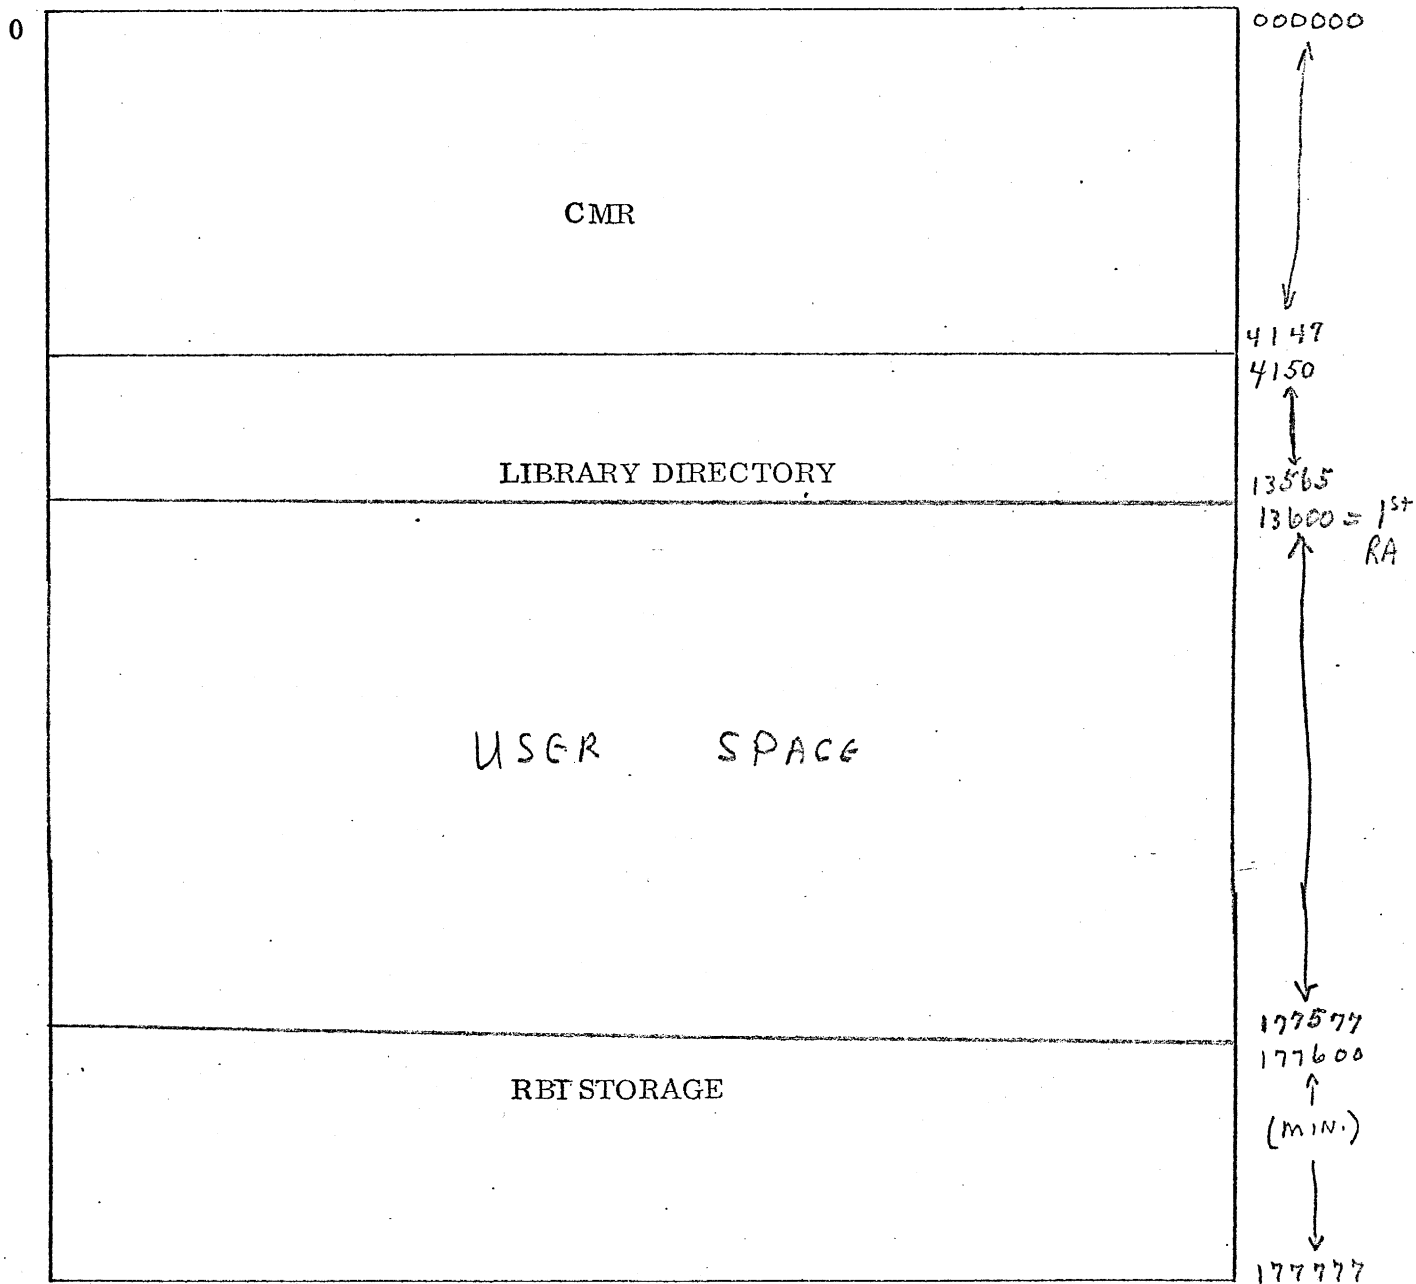 0
000000
CMR
4147
4150
LIBRARY DIRECTORY
13565
13600 = 1st
RA
USER SPACE
177577
177600
RBT STORAGE
(MIN.)
177777